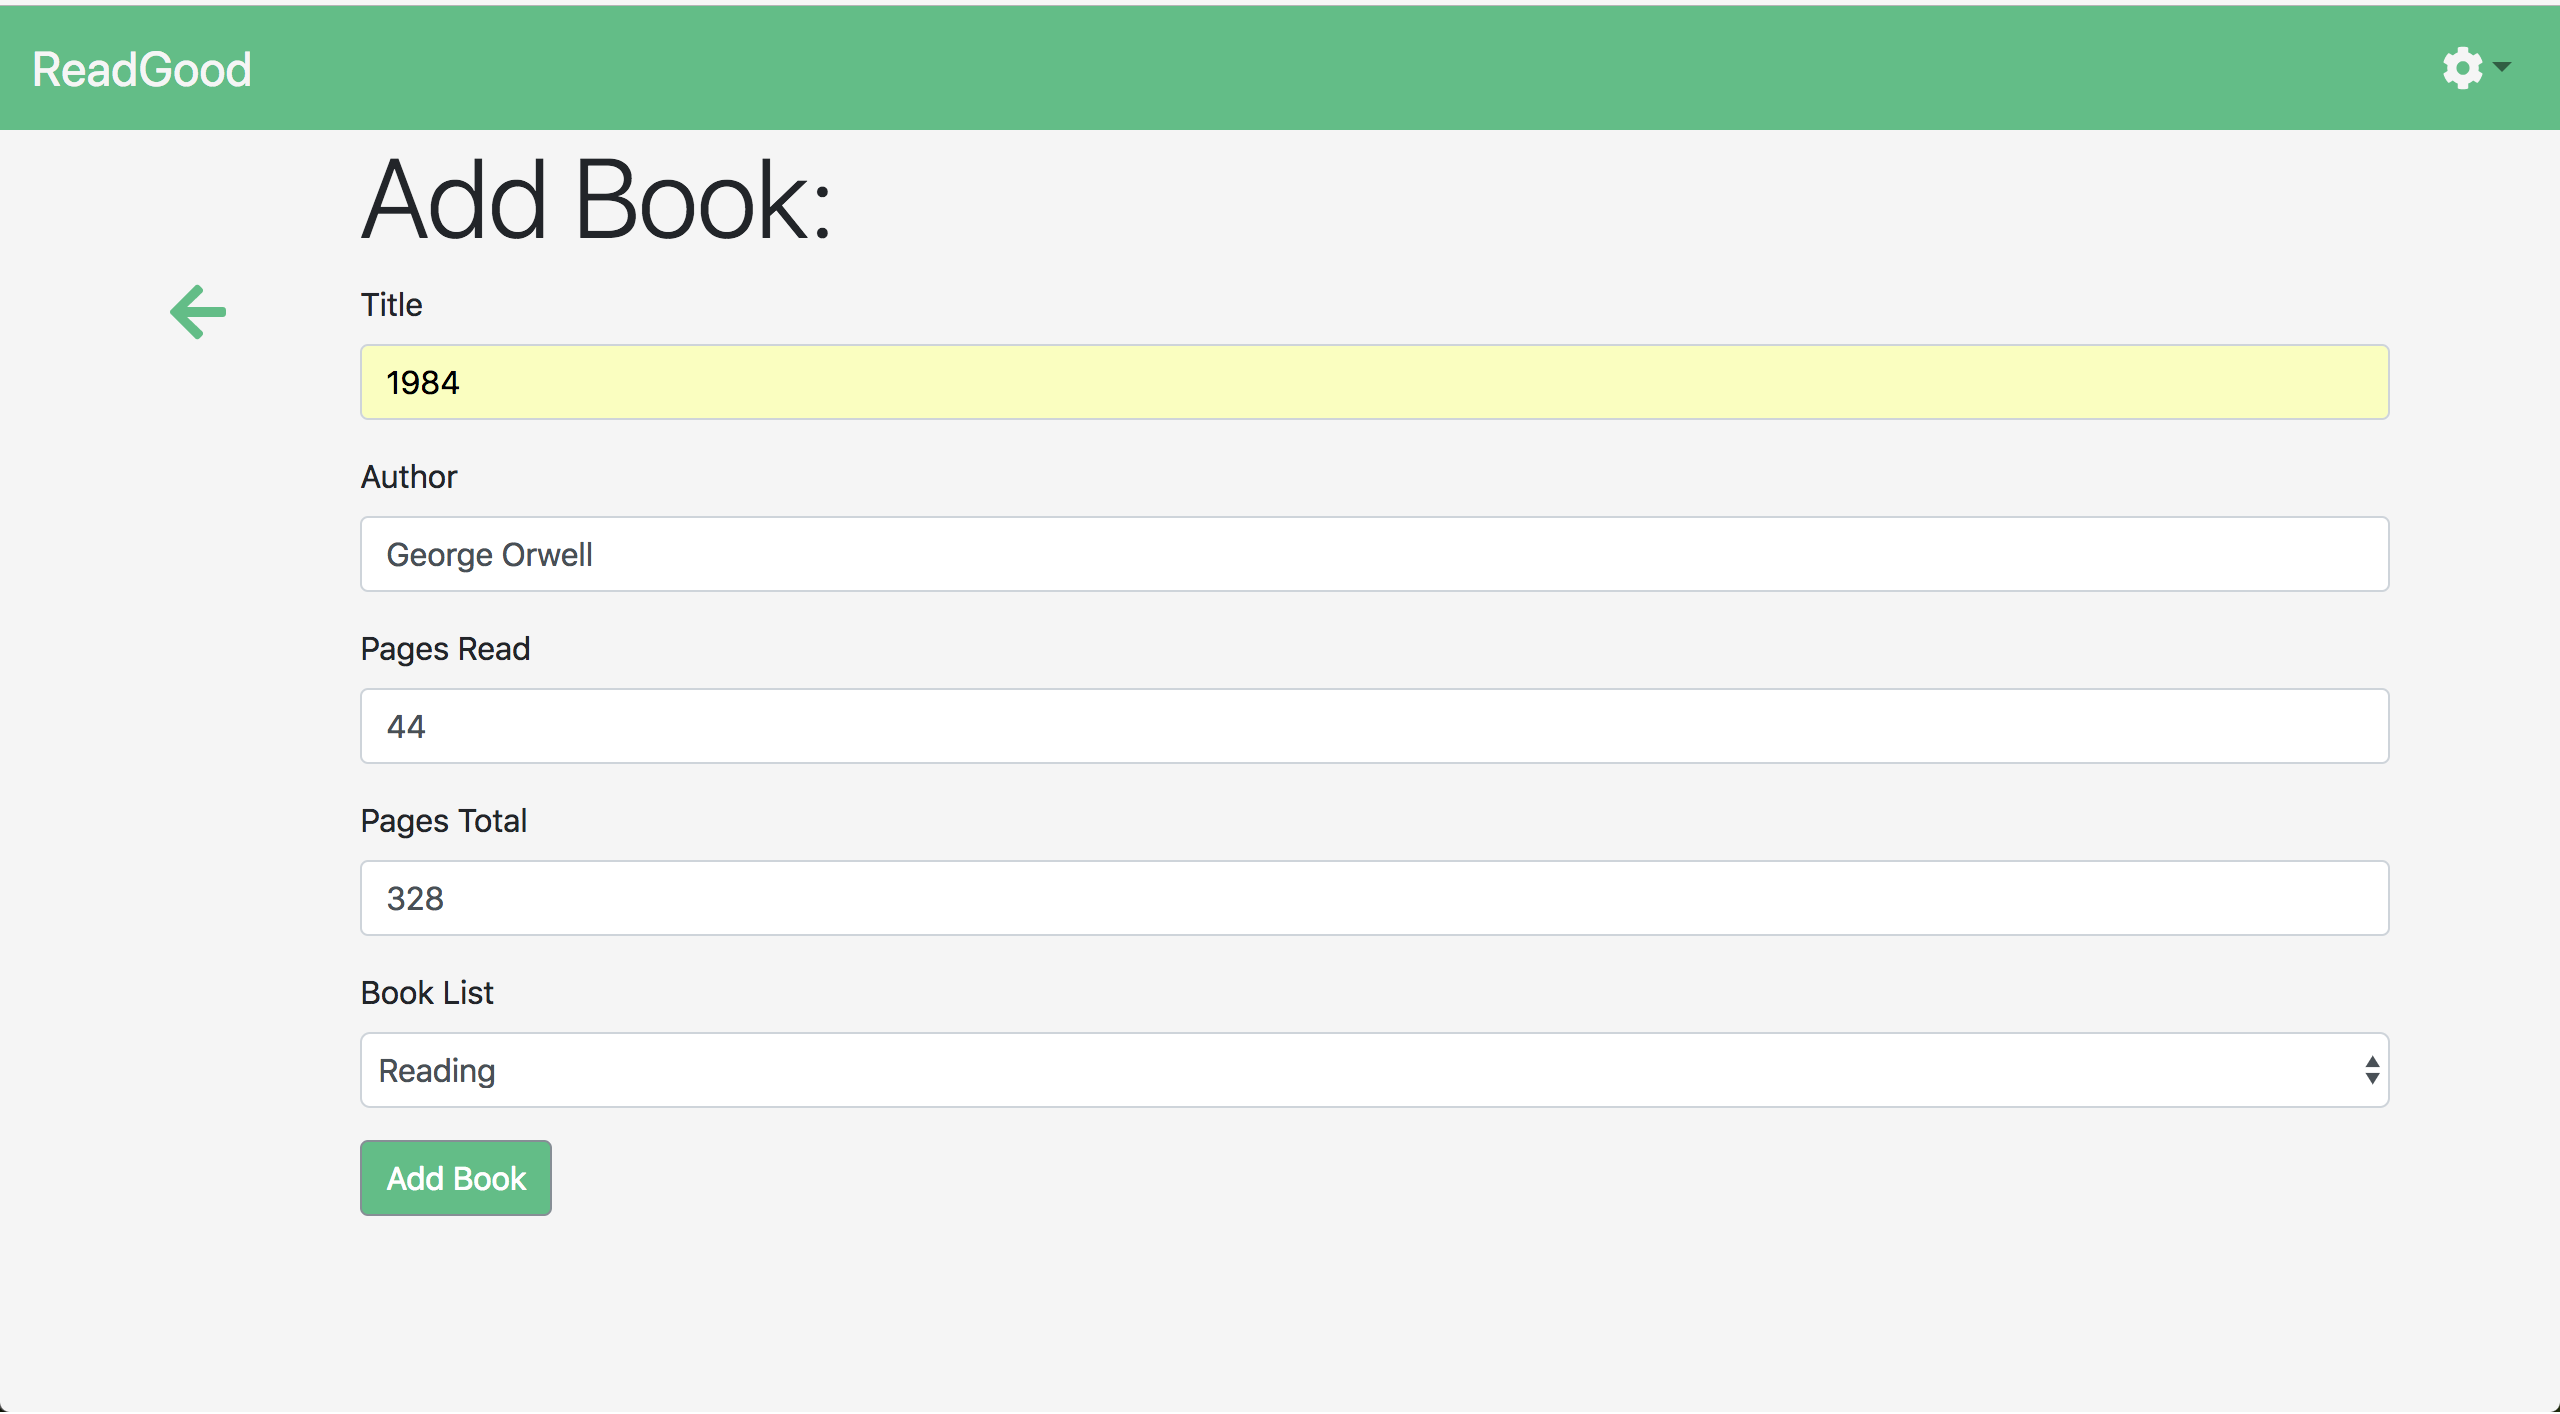 ReadGood
Add Book:
Title
1984
Author
George Orwell
Pages Read
44
Pages Total
328
Book List
Reading
Add Book